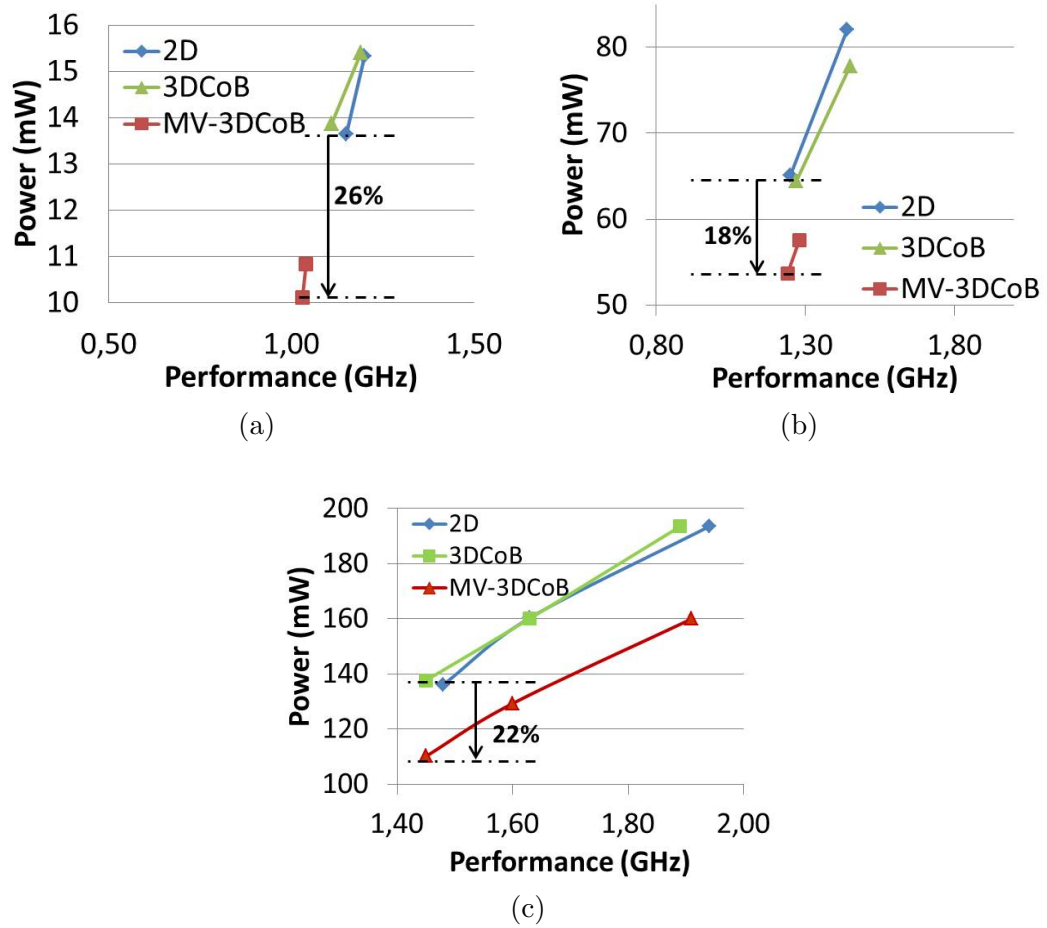 16
15
14
13
12
11
10
Power (mW)
2D
3DCoB
MV-3DCoB
26%
0,50 1,00 1,50
Performance (GHz)
(a)
80
70
60
50
Power (mW)
18%
2D
3DCoB
MV-3DCoB
0,80 1,30 1,80
Performance (GHz)
(b)
200
180
160
140
120
100
Power (mW)
2D
3DCoB
MV-3DCoB
22%
1,40 1,60 1,80 2,00
Performance (GHz)
(c)